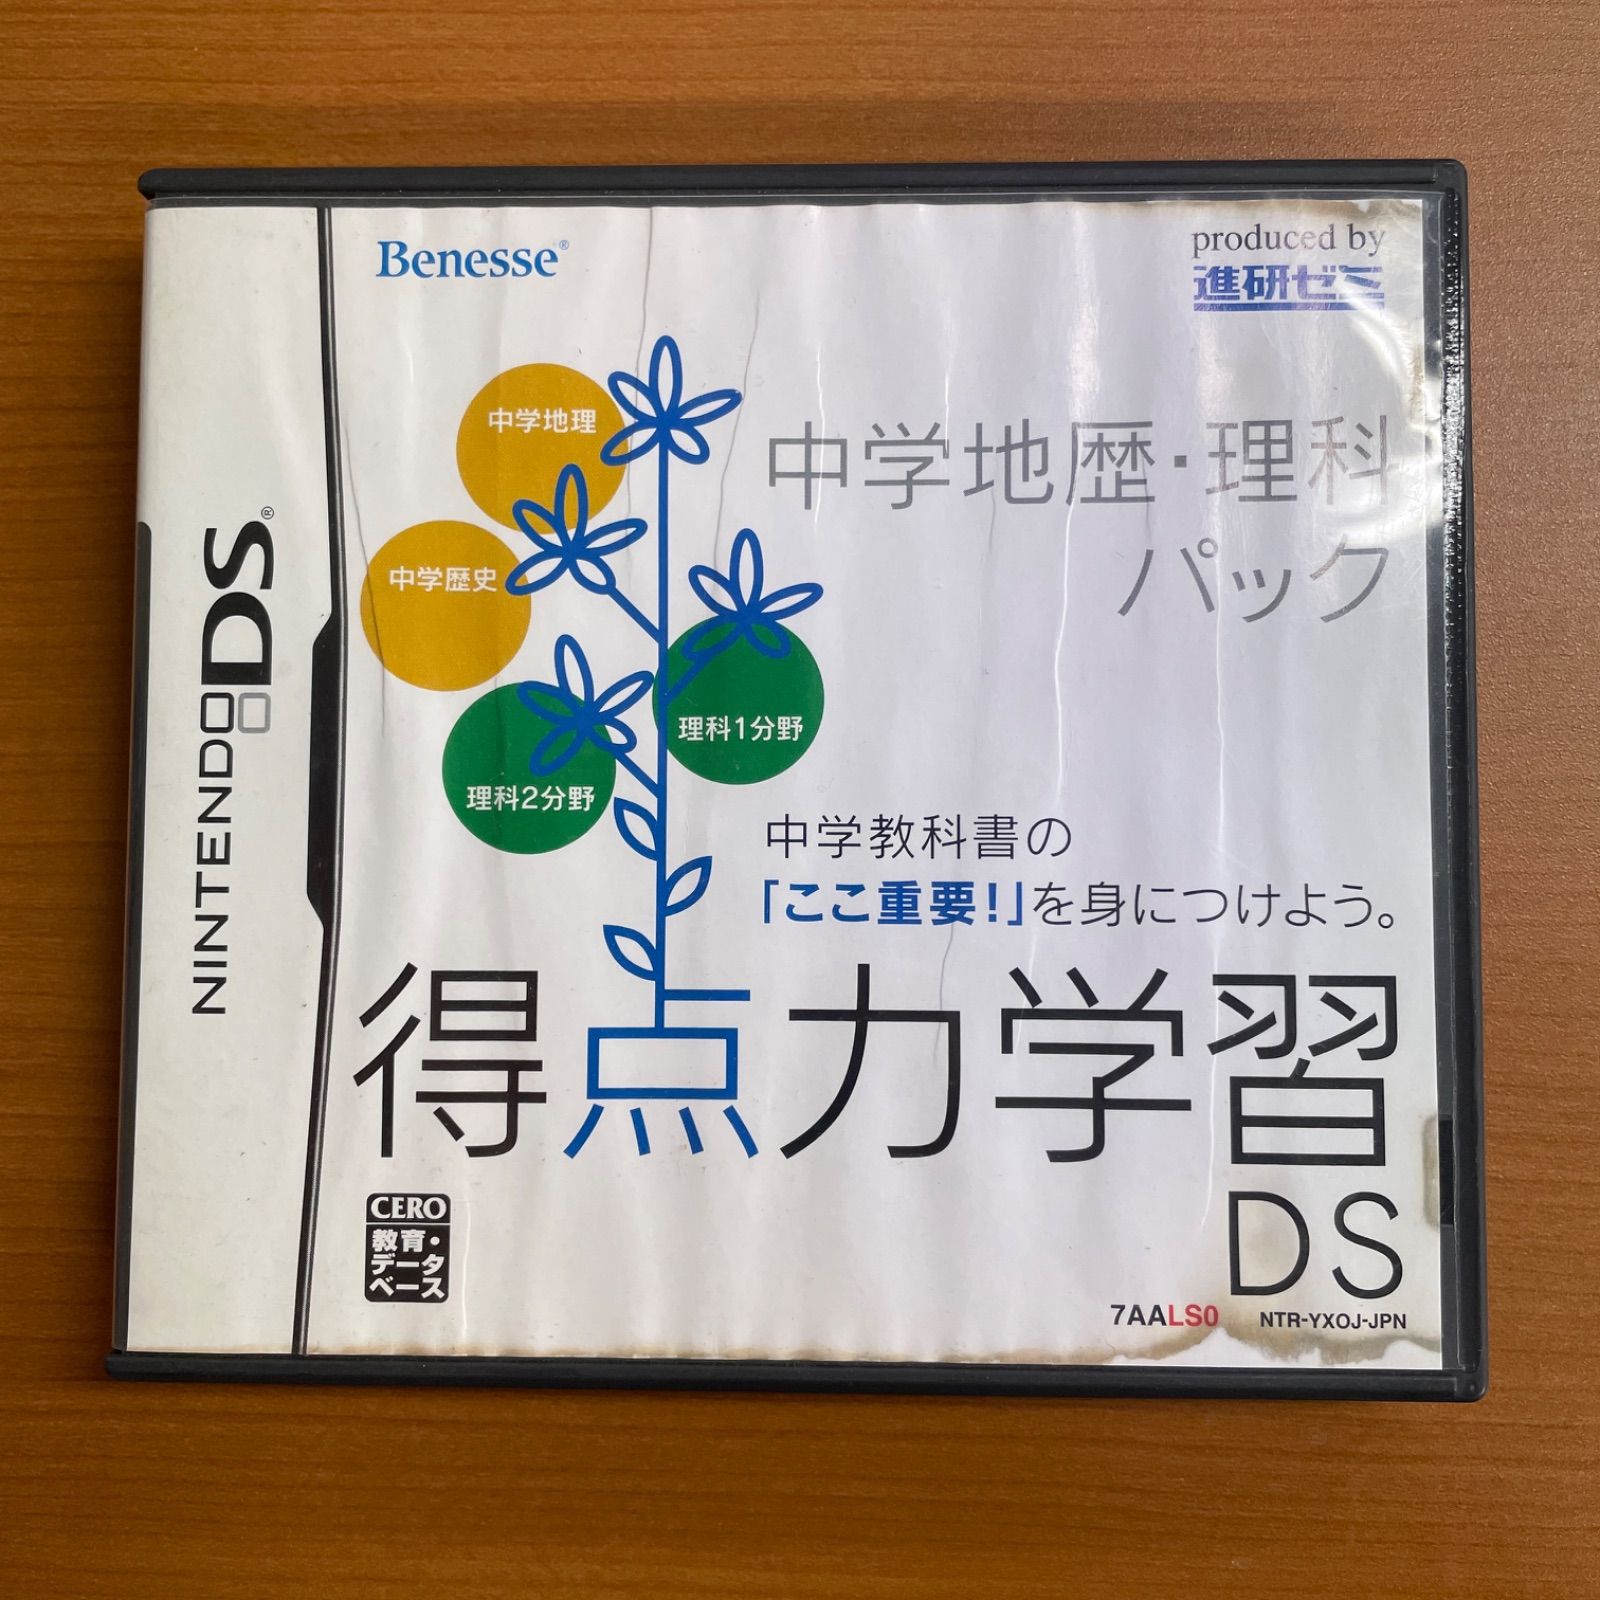 NINTENDO DS®
Benesse®
produced by
進研ゼミ
中学地理
中学歴史
理科1分野
理科2分野
中学地歴・理科
パック
中学教科書の
「ここ重要!」を身につけよう。
得点力学習
DS
CERO
教育・
データ
ベース
7AALS0
NTR-YXOJ-JPN